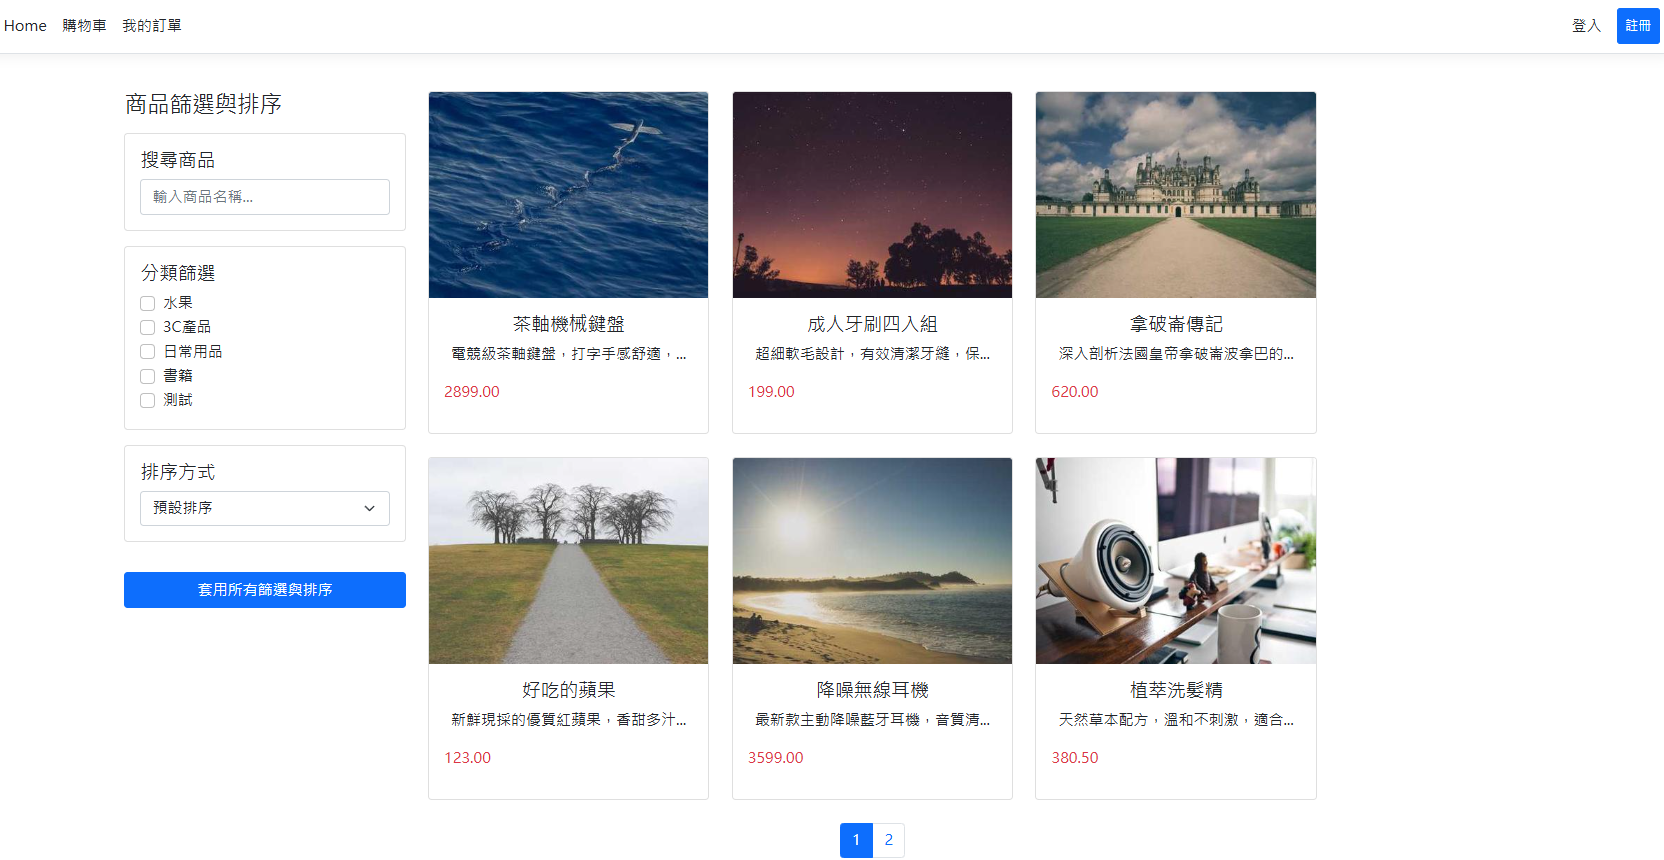 Home 購物車 我的訂單 登入 註冊
商品篩選與排序
搜尋商品
輸入商品名稱...
分類篩選
水果
3C產品
日常用品
書籍
測試
排序方式
預設排序
套用所有篩選與排序
茶軸機械鍵盤
電競級茶軸鍵盤，打字手感舒適，...
2899.00
成人牙刷四入組
超細軟毛設計，有效清潔牙縫，保...
199.00
拿破崙傳記
深入剖析法國皇帝拿破崙波拿巴的...
620.00
好吃的蘋果
新鮮現採的優質紅蘋果，香甜多汁...
123.00
降噪無線耳機
最新款主動降噪藍牙耳機，音質清...
3599.00
植萃洗髮精
天然草本配方，溫和不刺激，適合...
380.50
1 2